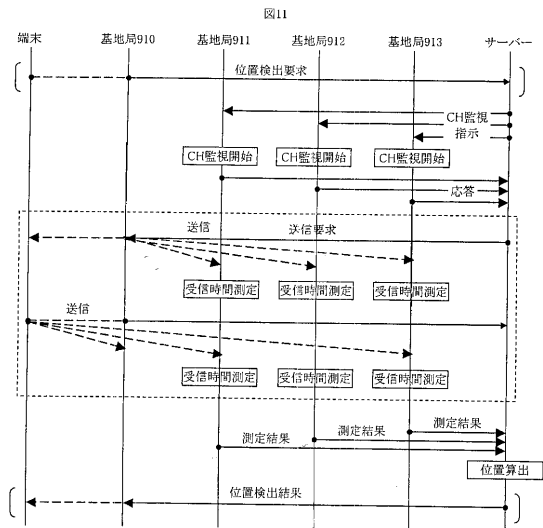 図11
端末
基地局910
基地局911
基地局912
基地局913
サーバー
位置検出要求
CH監視
指示
CH監視開始
CH監視開始
CH監視開始
応答
送信
送信要求
受信時間測定
受信時間測定
受信時間測定
送信
受信時間測定
受信時間測定
受信時間測定
測定結果
測定結果
測定結果
位置算出
位置検出結果